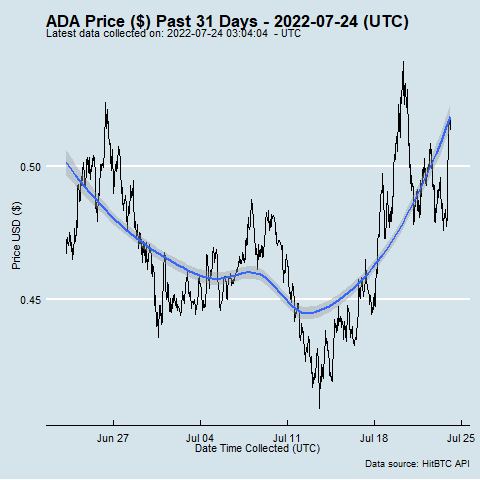 ADA Price ($) Past 31 Days - 2022-07-24 (UTC)
Latest data collected on: 2022-07-24 03:04:04  - UTC
0.50
0.45
Price USD ($)
Jun 27 Jul 04 Jul 11 Jul 18 Jul 25
Date Time Collected (UTC)
Data source: HitBTC API